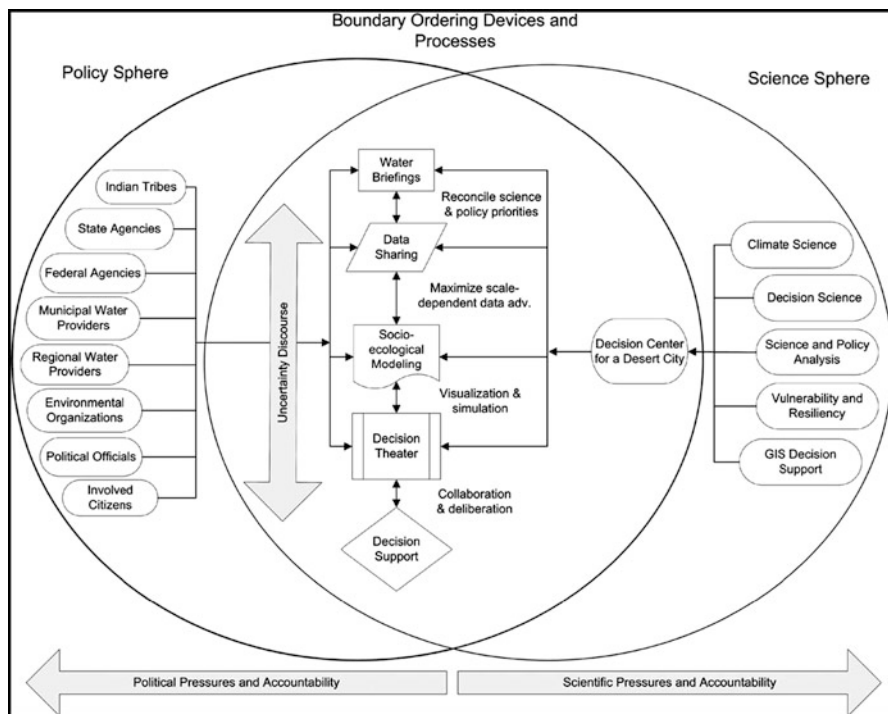 Boundary Ordering Devices and
Processes
Policy Sphere
Science Sphere
Indian Tribes
State Agencies
Federal Agencies
Municipal Water
Providers
Regional Water
Providers
Environmental
Organizations
Political Officials
Involved
Citizens
Uncertainty Discourse
Water
Briefings
Reconcile science
& policy priorities
Data
Sharing
Maximize scale-
dependent data adv.
Socio-
ecological
Modeling
Visualization &
simulation
Decision
Theater
Collaboration
& deliberation
Decision
Support
Decision Center
for a Desert City
Climate Science
Decision Science
Science and Policy
Analysis
Vulnerability and
Resiliency
GIS Decision
Support
Political Pressures and Accountability
Scientific Pressures and Accountability